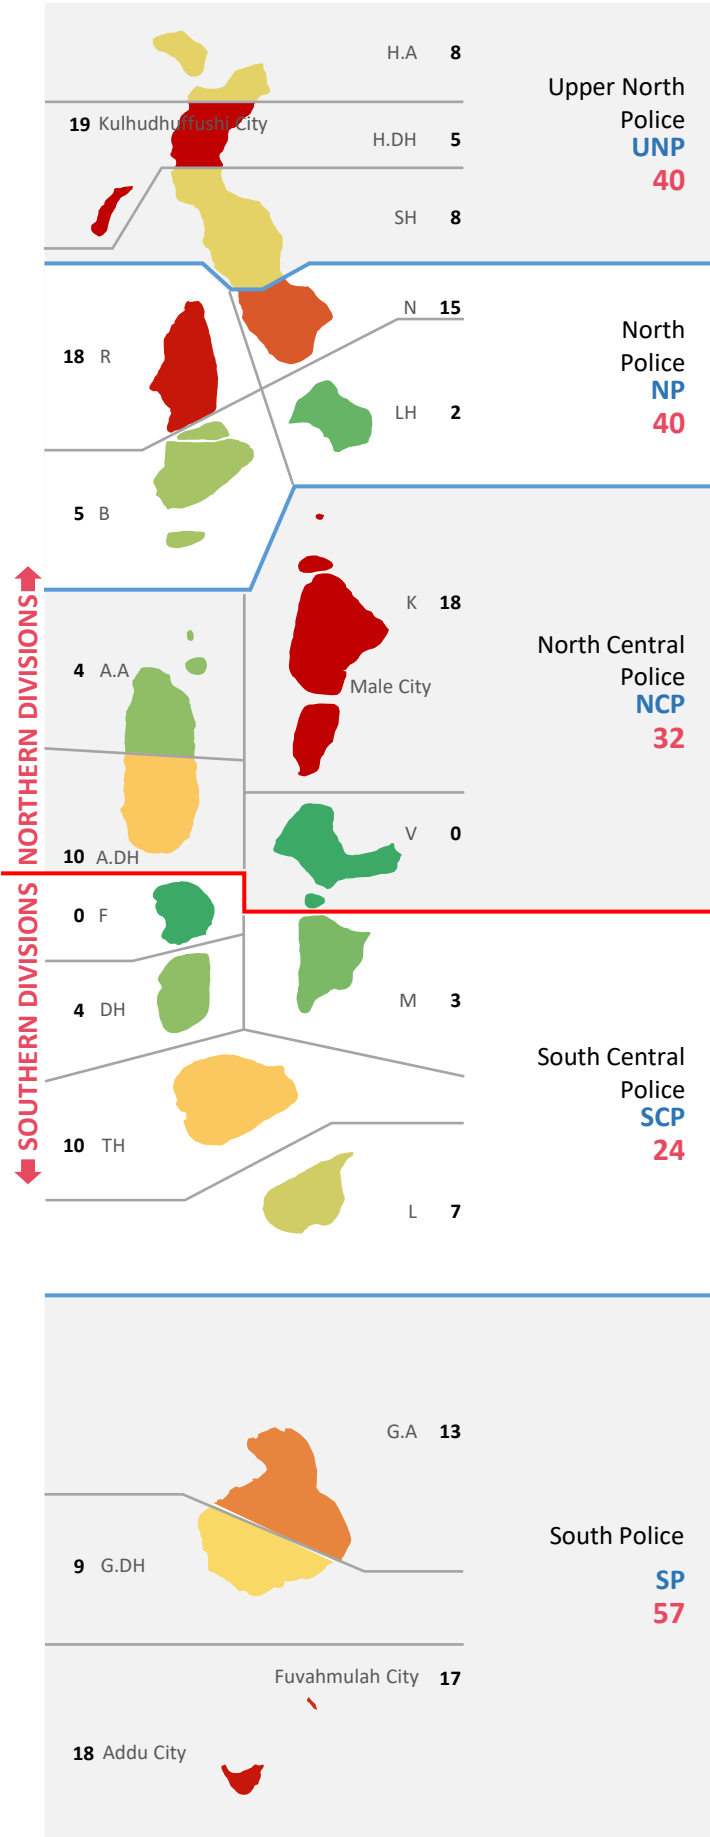 H.A 8
Upper North
Police
UNP
40
19 Kulhudhuffushi City
H.DH 5
SH 8
N 15
North
Police
NP
40
18 R
LH 2
5 B
NORTHERN DIVISIONS
K 18
North Central
Police
NCP
32
4 A.A
Male City
V 0
10 A.DH
SOUTHERN DIVISIONS
0 F
4 DH
M 3
South Central
Police
SCP
24
10 TH
L 7
G.A 13
South Police
SP
57
9 G.DH
Fuvahmulah City 17
18 Addu City